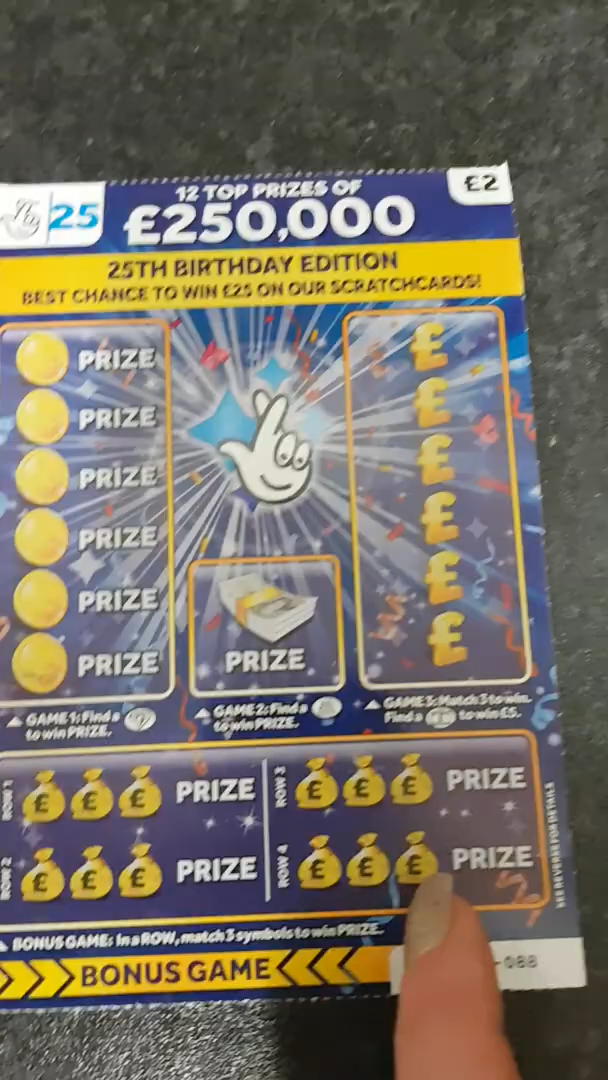 25
12 TOP PRIZES OF
£250,000
£2
25TH BIRTHDAY EDITION
BEST CHANCE TO WIN £25 ON OUR SCRATCHCARDS!
PRIZE
PRIZE
PRIZE
PRIZE
PRIZE
PRIZE
£
£
£
£
£
£
PRIZE
GAME 1: Find a
to win PRIZE.
GAME 2: Find a
to win PRIZE.
GAME 3: Match 3 to win.
Find a to win £5.
ROW 1 £ £ £ PRIZE
ROW 2 £ £ £ PRIZE
ROW 3 £ £ £ PRIZE
ROW 4 £ £ £ PRIZE
SEE REVERSE FOR DETAILS
BONUS GAME: In a ROW, match 3 symbols to win PRIZE.
BONUS GAME
-088